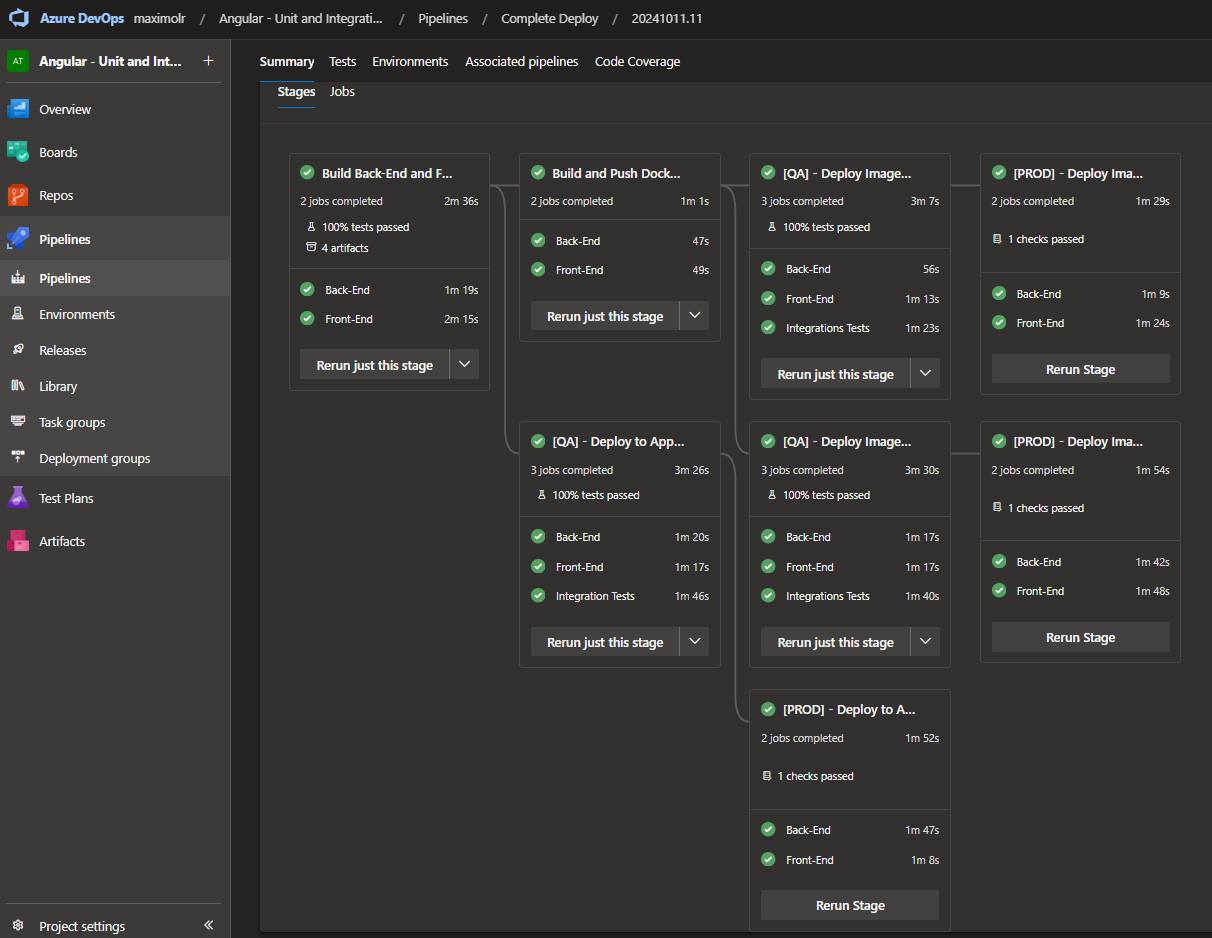 Azure DevOps maximolr / Angular - Unit and Integrati... / Pipelines / Complete Deploy / 20241011.11
AT Angular - Unit and Int... +
Overview
Boards
Repos
Pipelines
Pipelines
Environments
Releases
Library
Task groups
Deployment groups
Test Plans
Artifacts
Project settings
Summary Tests Environments Associated pipelines Code Coverage
Stages Jobs
Build Back-End and F...
2 jobs completed 2m 36s
100% tests passed
4 artifacts
Back-End 1m 19s
Front-End 2m 15s
Rerun just this stage
Build and Push Dock...
2 jobs completed 1m 1s
Back-End 47s
Front-End 49s
Rerun just this stage
[QA] - Deploy Image...
3 jobs completed 3m 7s
100% tests passed
Back-End 56s
Front-End 1m 13s
Integrations Tests 1m 23s
Rerun just this stage
[PROD] - Deploy Ima...
2 jobs completed 1m 29s
1 checks passed
Back-End 1m 9s
Front-End 1m 24s
Rerun Stage
[QA] - Deploy to App...
3 jobs completed 3m 26s
100% tests passed
Back-End 1m 20s
Front-End 1m 17s
Integration Tests 1m 46s
Rerun just this stage
[QA] - Deploy Image...
3 jobs completed 3m 30s
100% tests passed
Back-End 1m 17s
Front-End 1m 17s
Integrations Tests 1m 40s
Rerun just this stage
[PROD] - Deploy Ima...
2 jobs completed 1m 54s
1 checks passed
Back-End 1m 42s
Front-End 1m 48s
Rerun Stage
[PROD] - Deploy to A...
2 jobs completed 1m 52s
1 checks passed
Back-End 1m 47s
Front-End 1m 8s
Rerun Stage